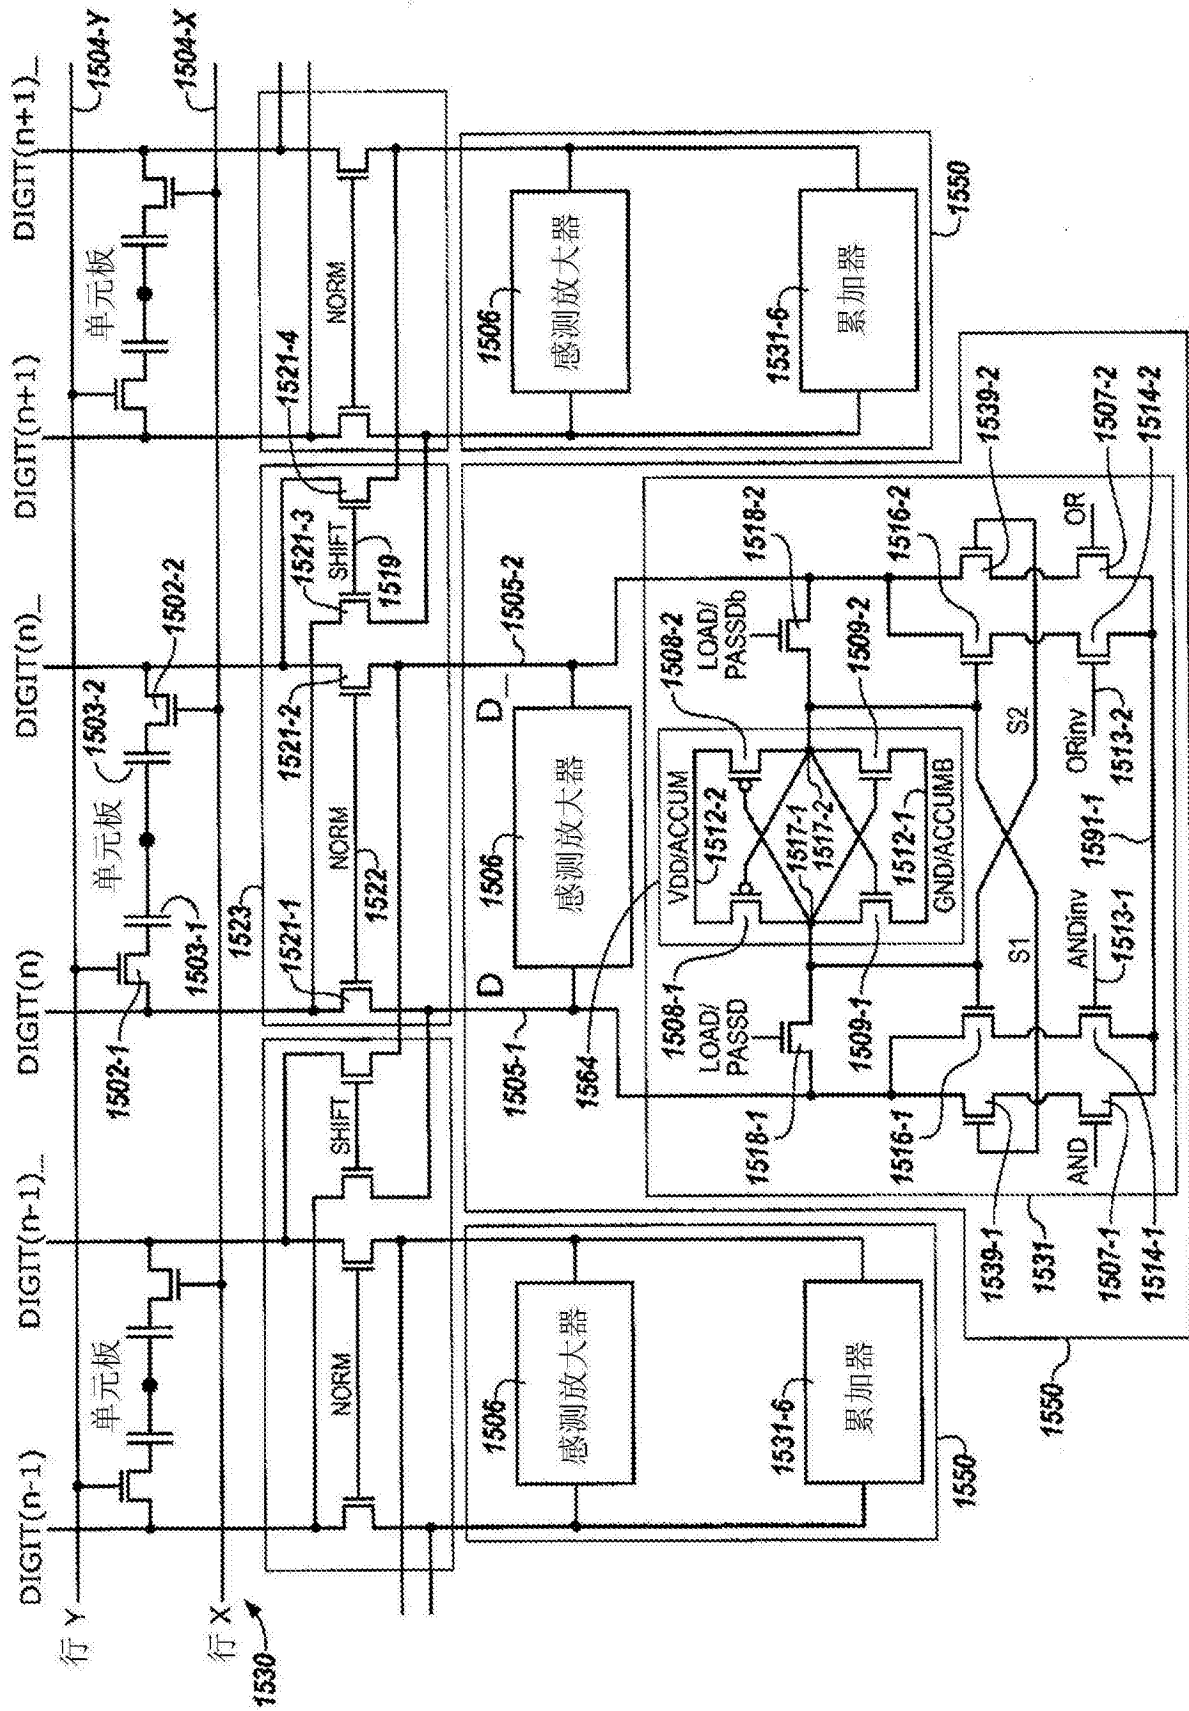 行 Y
行 X
1530
DIGIT(n-1)
DIGIT(n-1)_
DIGIT(n)
DIGIT(n)_
DIGIT(n+1)
DIGIT(n+1)_
1504-Y
1504-X
单元板
单元板
单元板
1502-1
1503-1
1503-2
1502-2
1523
NORM
SHIFT
1521-1
NORM
1522
1521-2
1521-3
SHIFT
1519
1521-4
NORM
1505-1
D
D_
1505-2
1506
感测放大器
1506
感测放大器
1506
感测放大器
1531-6
累加器
1550
1531-6
累加器
1550
1564
1508-1
LOAD/
PASSD
1518-1
1509-1
VDD/ACCUM
1512-2
1517-1
1517-2
1512-1
GND/ACCUMB
1508-2
LOAD/
PASSDb
1518-2
1509-2
1516-1
1516-2
1539-2
S1
S2
AND
ANDinv
1513-1
1591-1
ORinv
1513-2
OR
1507-2
1514-2
1539-1
1531
1507-1
1514-1
1550